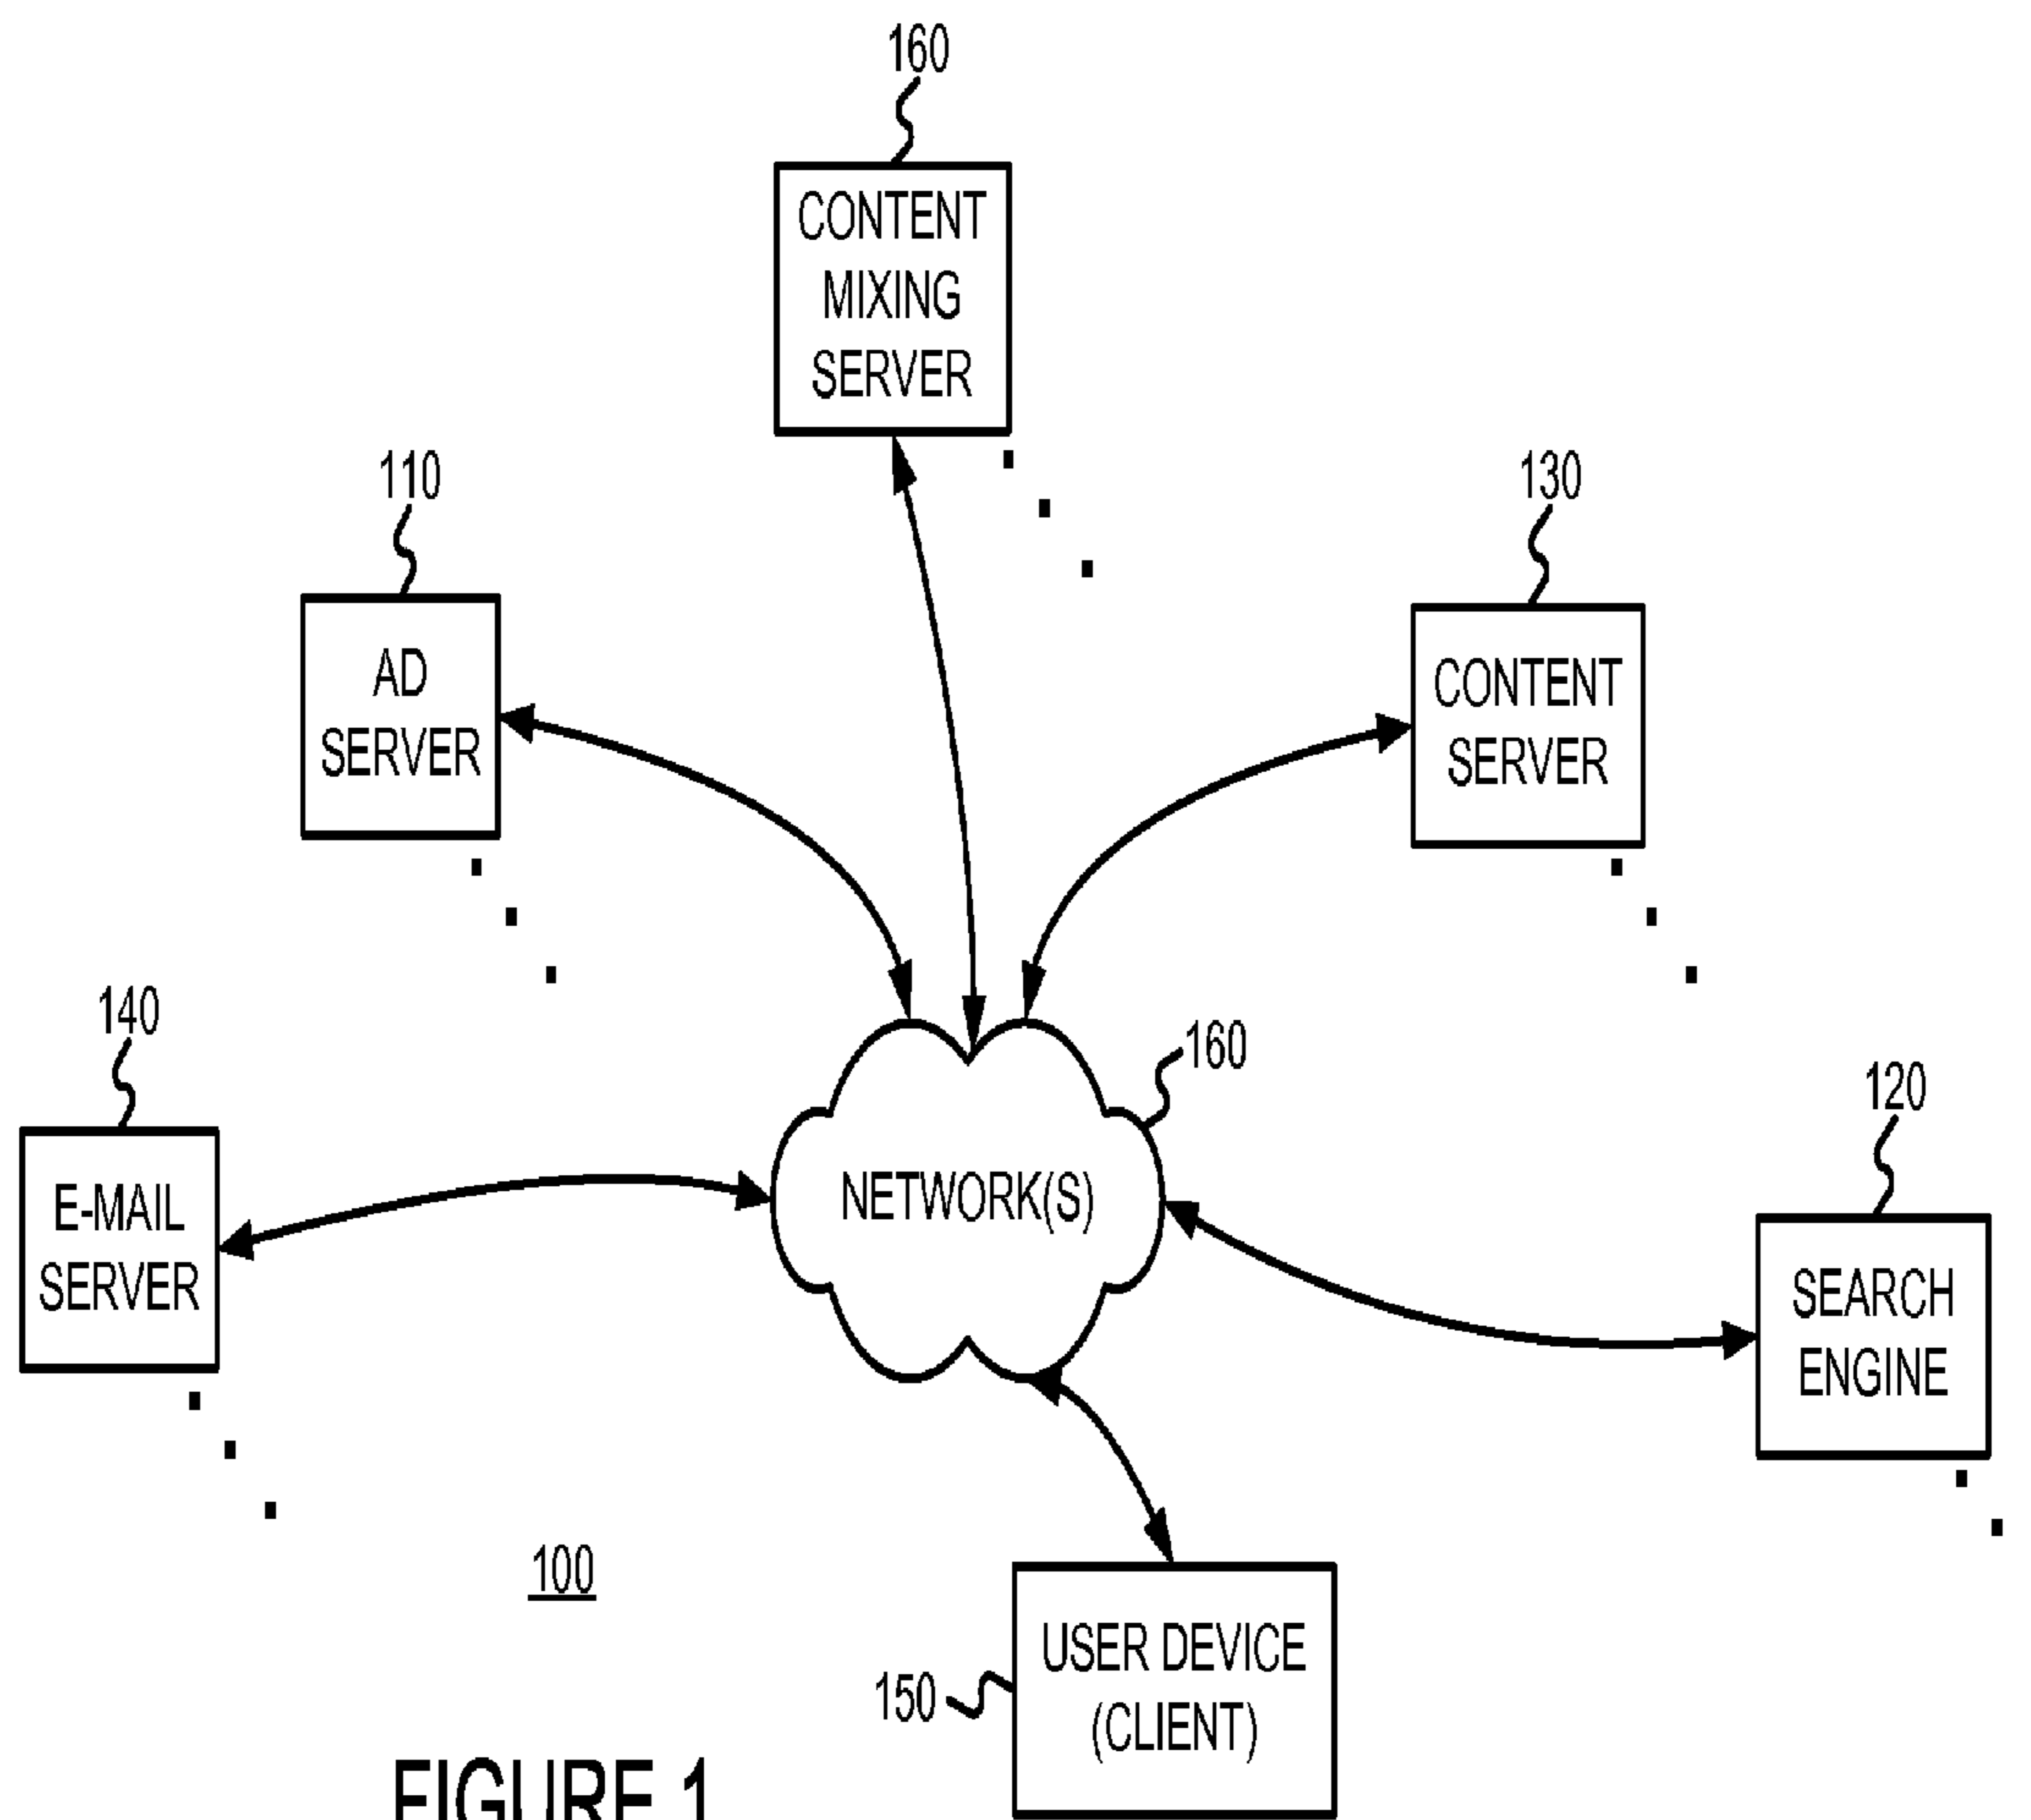 160
CONTENT
MIXING
SERVER
110
AD
SERVER
130
CONTENT
SERVER
140
E-MAIL
SERVER
160
NETWORK(S)
120
SEARCH
ENGINE
100
150
USER DEVICE
(CLIENT)
FIGURE 1